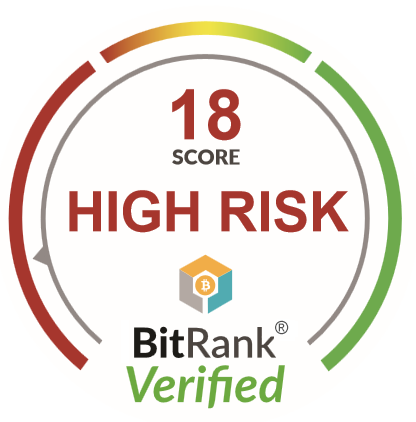 18
SCORE
HIGH RISK
BitRank®
Verified